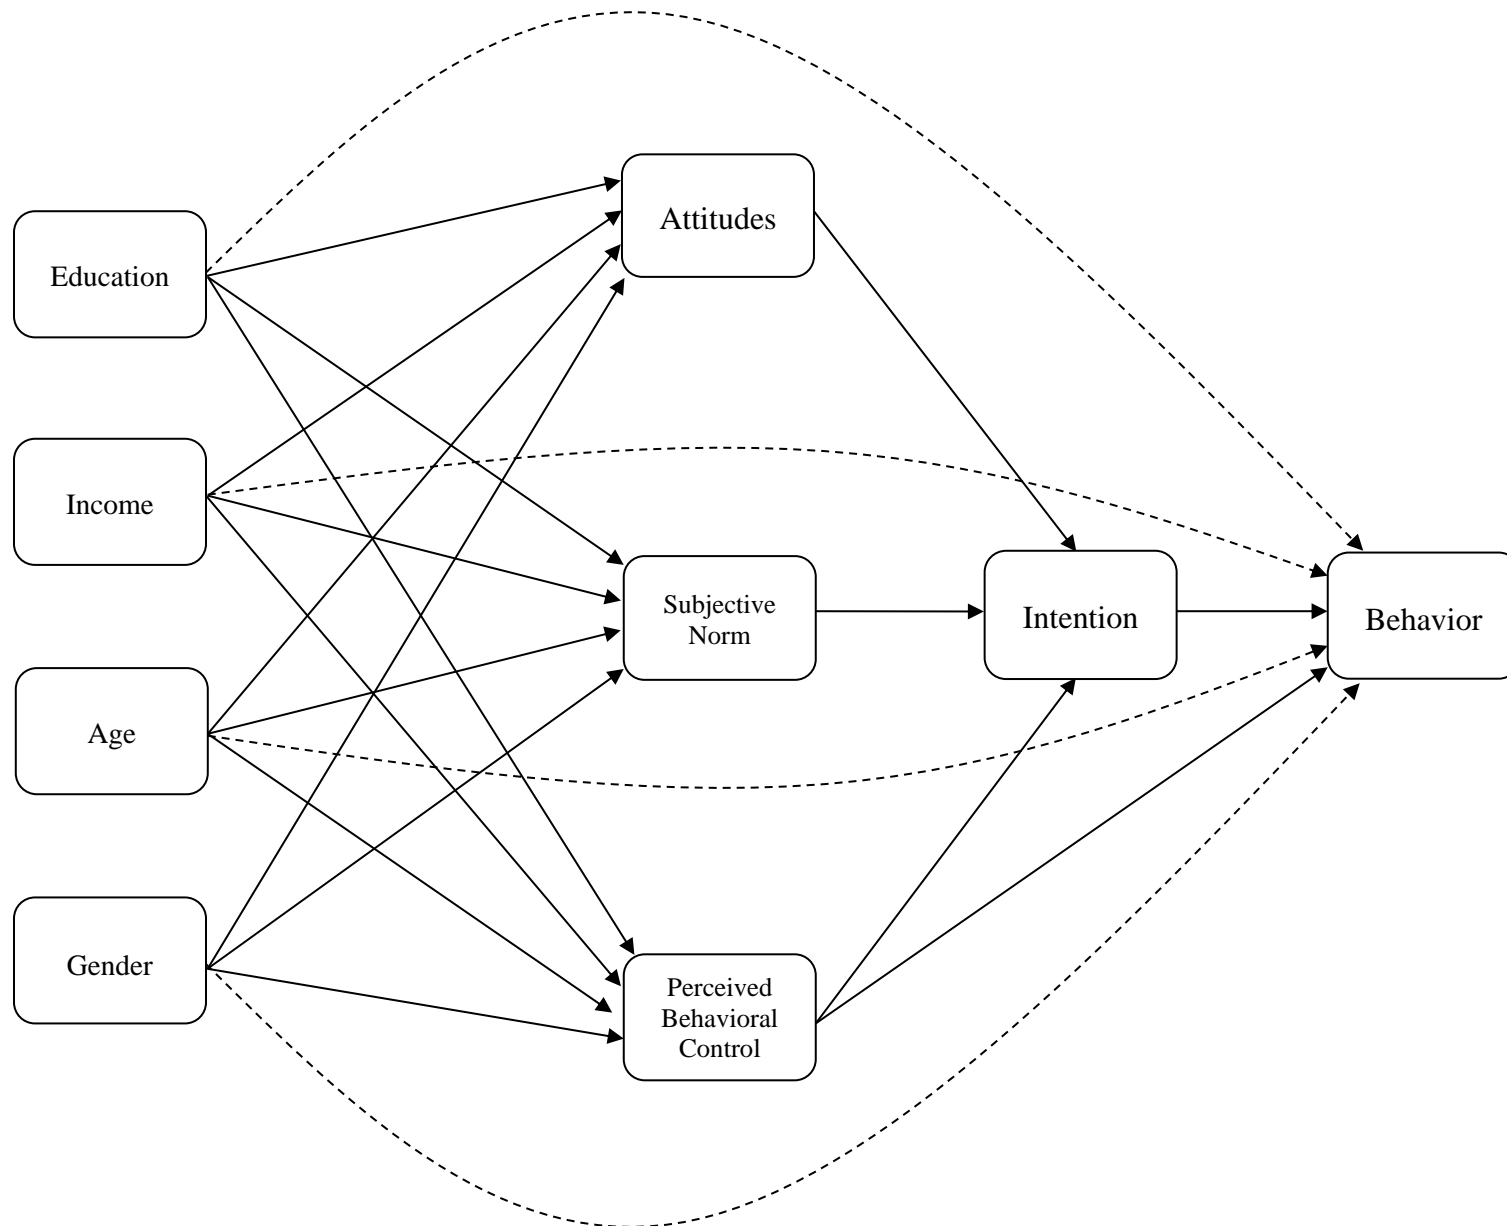 Education
Income
Age
Gender
Attitudes
Subjective
Norm
Perceived
Behavioral
Control
Intention
Behavior